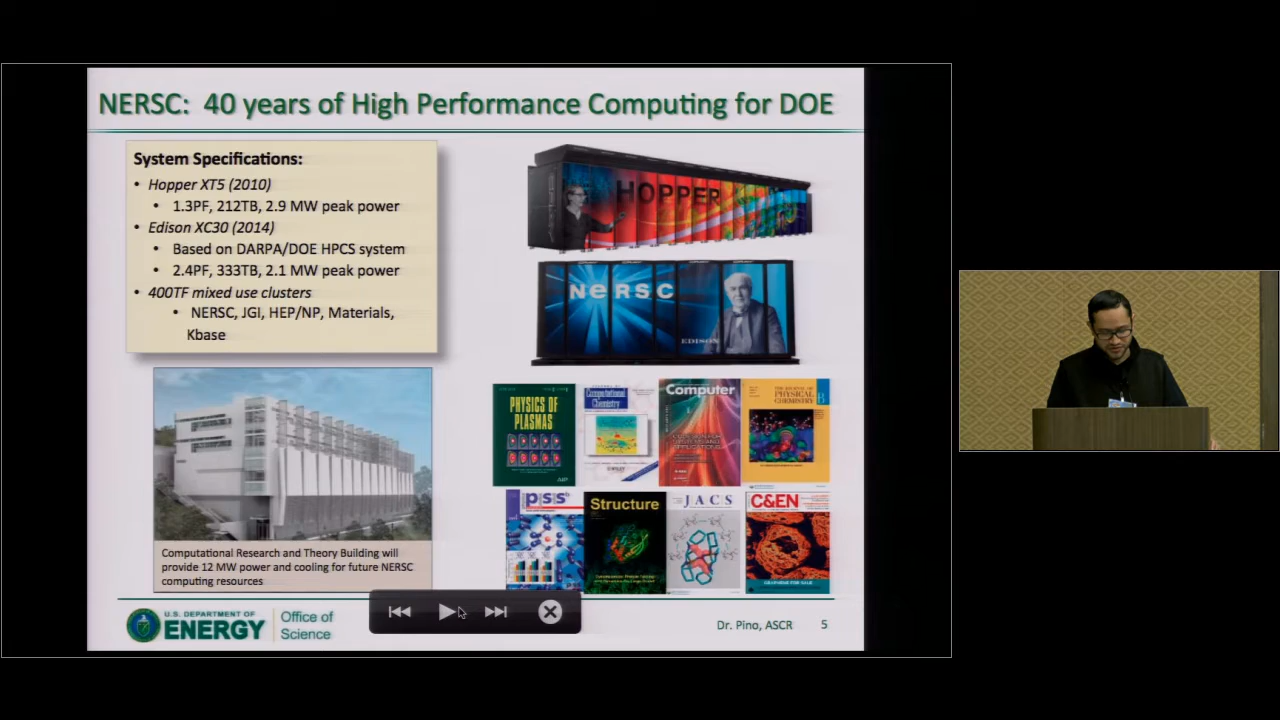 NERSC: 40 years of High Performance Computing for DOE
System Specifications:
• Hopper XT5 (2010)
• 1.3PF, 212TB, 2.9 MW peak power
• Edison XC30 (2014)
• Based on DARPA/DOE HPCS system
• 2.4PF, 333TB, 2.1 MW peak power
• 400TF mixed use clusters
• NERSC, JGI, HEP/NP, Materials,
Kbase
HOPPER
NERSC
EDISON
PHYSICS OF
PLASMAS
Computational
Chemistry
Computer
THE JOURNAL OF
PHYSICAL
CHEMISTRY
B
pss
Structure
JACS
C&EN
GRAPHENE FOR SALE
Computational Research and Theory Building will
provide 12 MW power and cooling for future NERSC
computing resources
U.S. DEPARTMENT OF
ENERGY
Office of
Science
Dr. Pino, ASCR
5